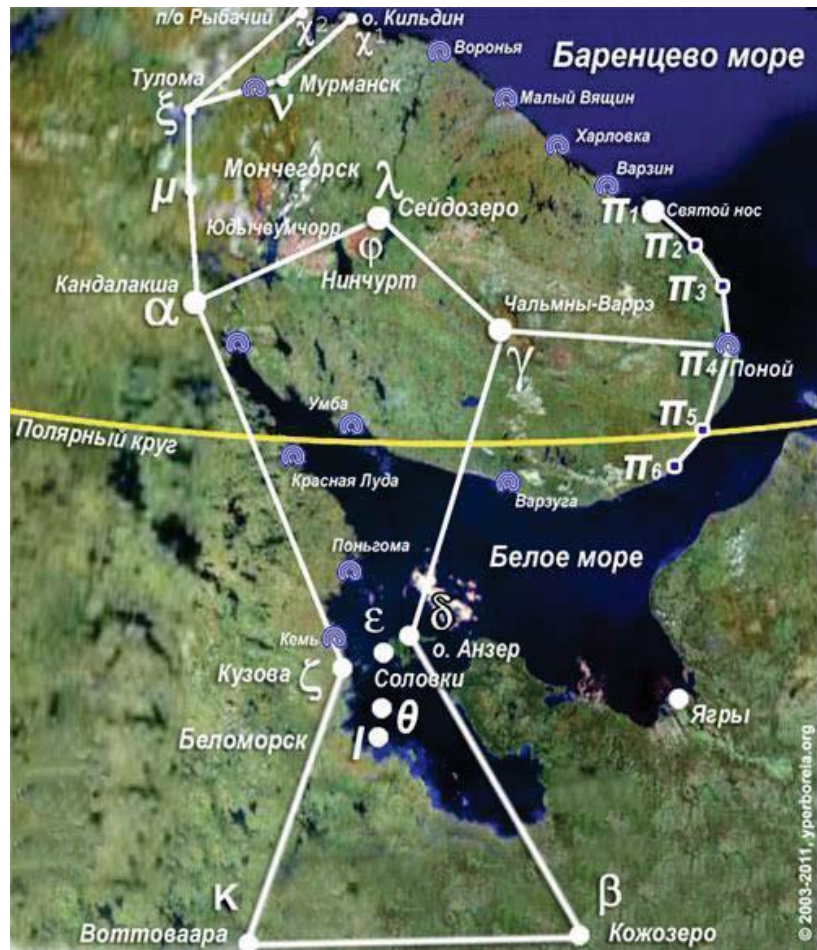 п/о Рыбачий
о. Кильдин
χ2
χ1
Воронья
Баренцево море
Тулома
Мурманск
ξ
ν
Малый Вящин
Харловка
Мончегорск
λ
Варзин
μ
Сейдозеро
π1
Святой нос
Юдычвумчорр
φ
π2
Кандалакша
Нинчурт
π3
α
Чальмны-Варрэ
γ
π4
Поной
Умба
π5
Полярный круг
π6
Красная Луда
Варзуга
Поньгома
Белое море
ε
δ
Кемь
о. Анзер
Кузова
ζ
Соловки
θ
Ягры
Беломорск
ι
κ
β
Воттоваара
Кожозеро
© 2003-2011, yperboreia.org